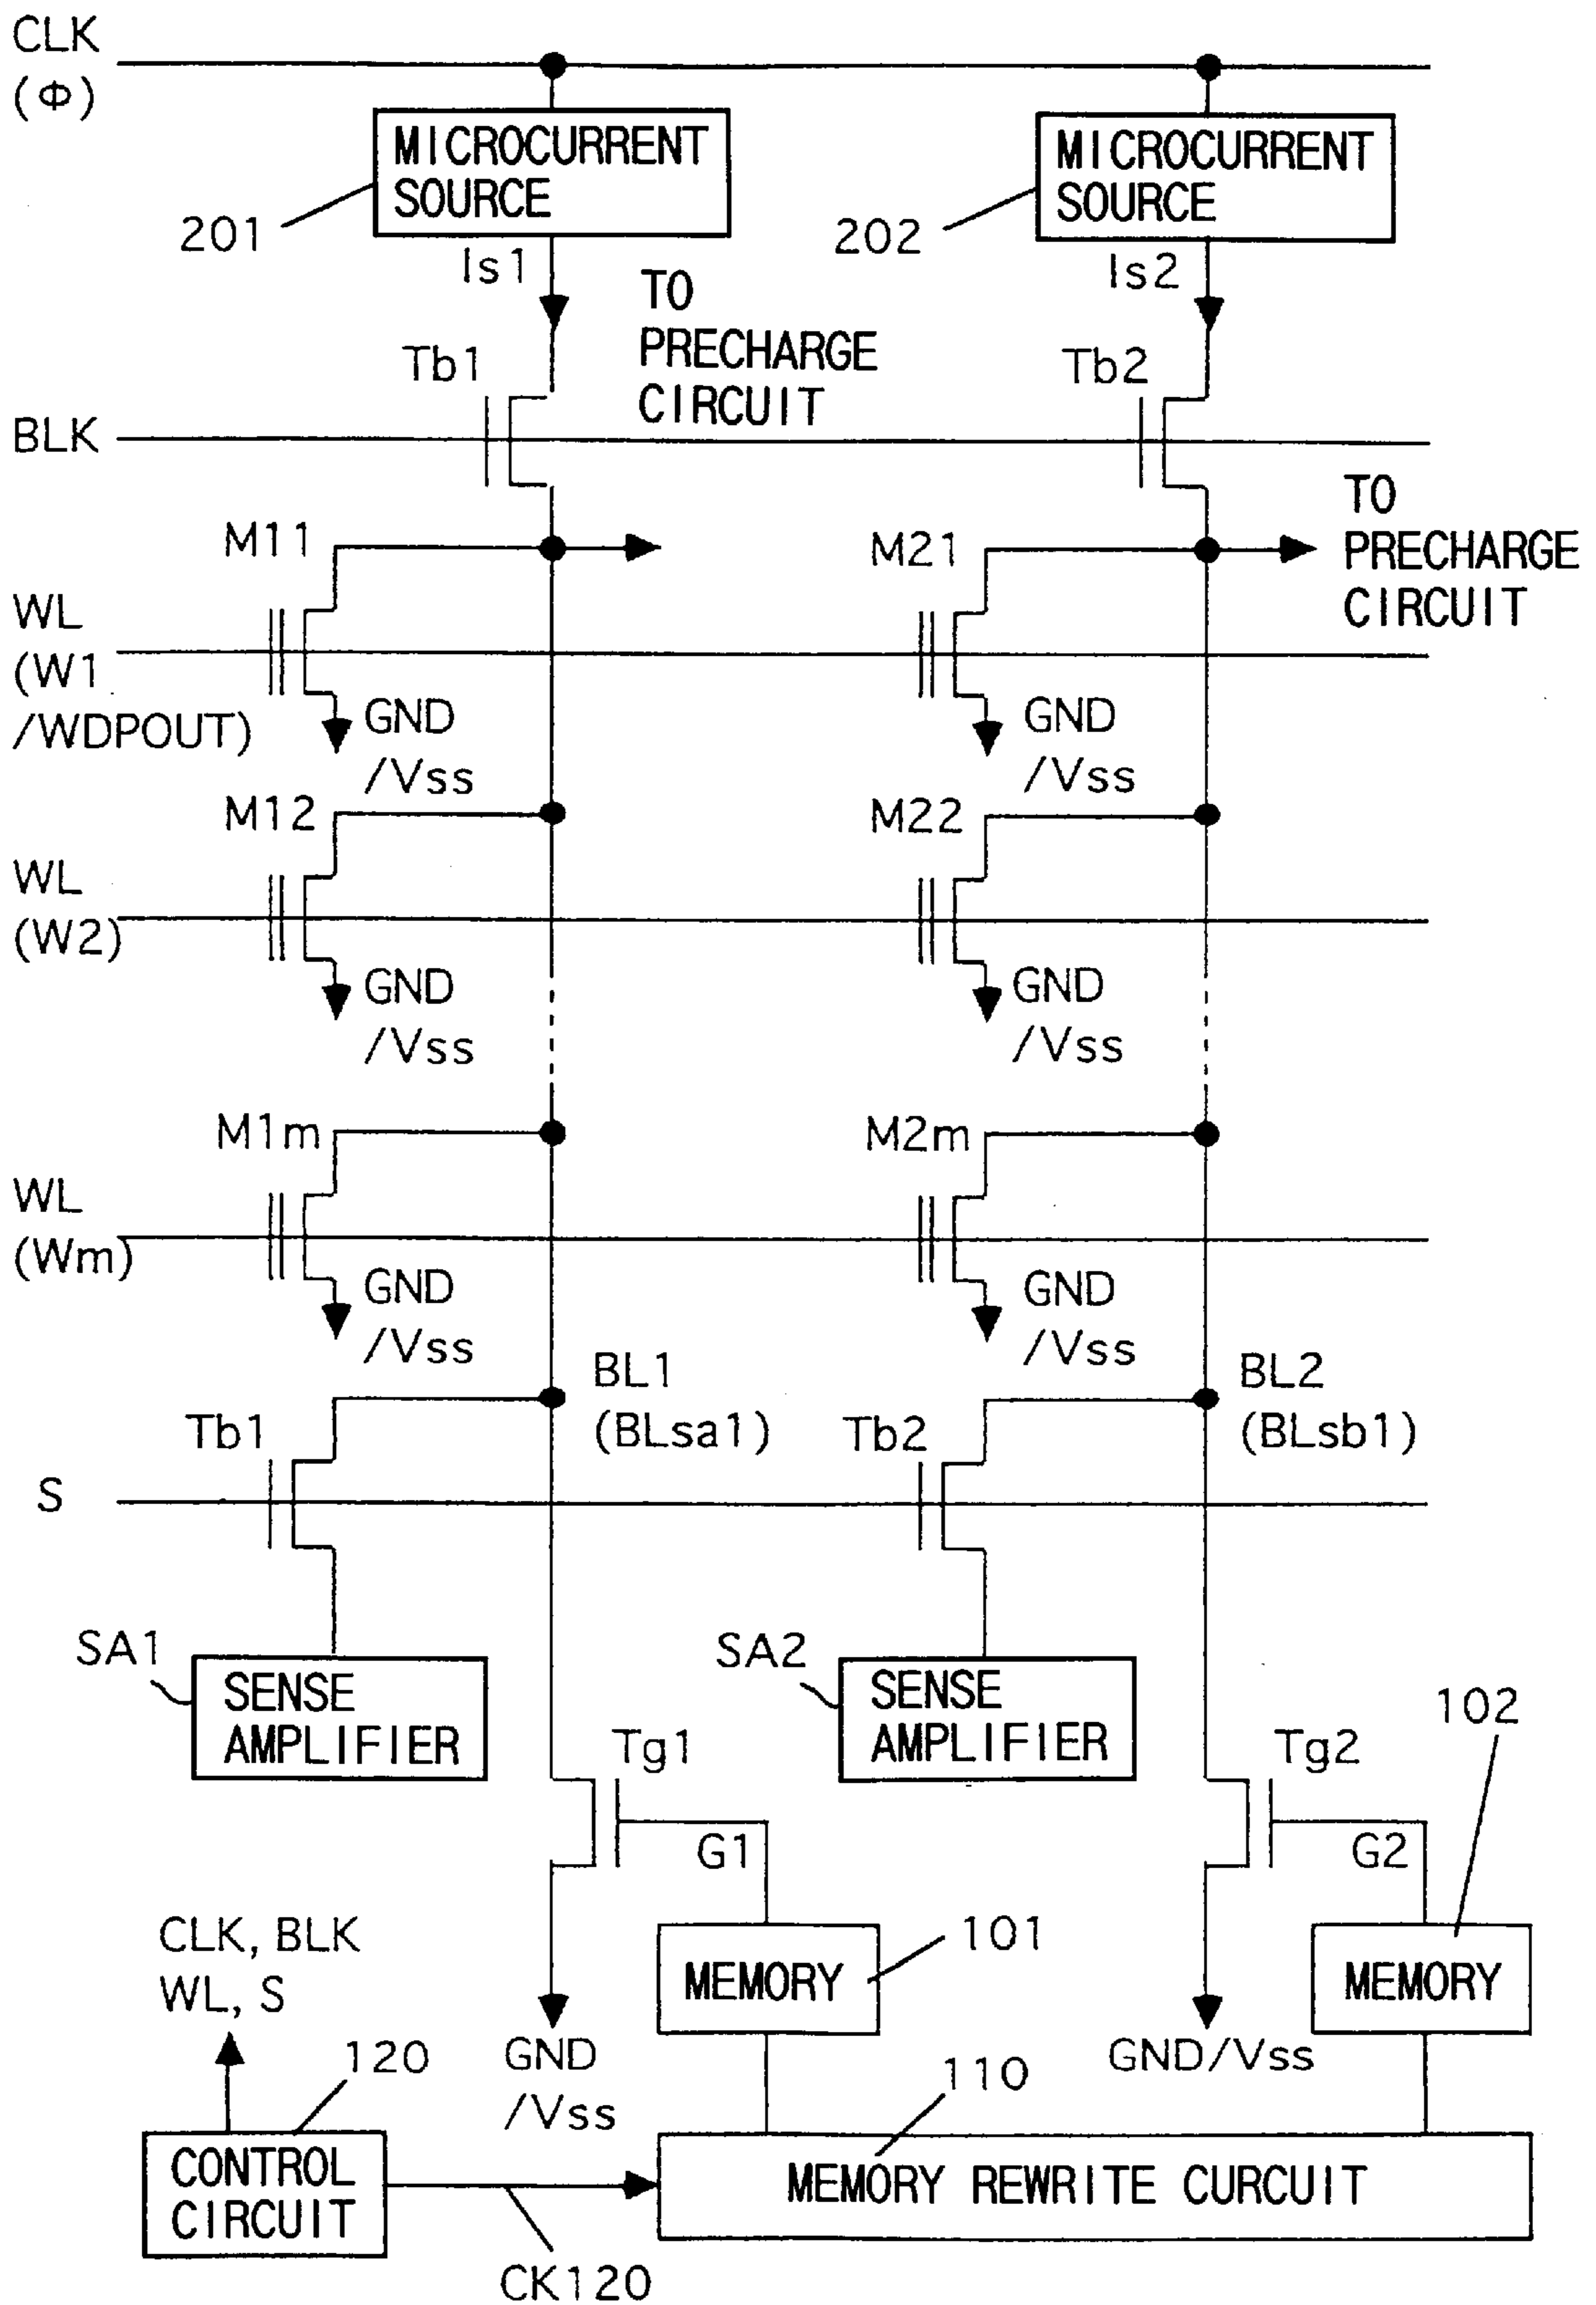 CLK
(Φ)
MICROCURRENT
SOURCE
201
Is1
MICROCURRENT
SOURCE
202
Is2
TO
PRECHARGE
CIRCUIT
Tb1
Tb2
BLK
TO
PRECHARGE
CIRCUIT
M11
M21
WL
(W1
/WDPOUT)
GND
/Vss
GND
/Vss
M12
M22
WL
(W2)
GND
/Vss
GND
/Vss
M1m
M2m
WL
(Wm)
GND
/Vss
GND
/Vss
BL1
(BLsa1)
BL2
(BLsb1)
Tb1
Tb2
S
SA1
SENSE
AMPLIFIER
SA2
SENSE
AMPLIFIER
Tg1
Tg2
102
G1
G2
CLK, BLK
WL, S
101
MEMORY
MEMORY
120
GND
/Vss
110
GND/Vss
CONTROL
CIRCUIT
MEMORY REWRITE CURCUIT
CK120